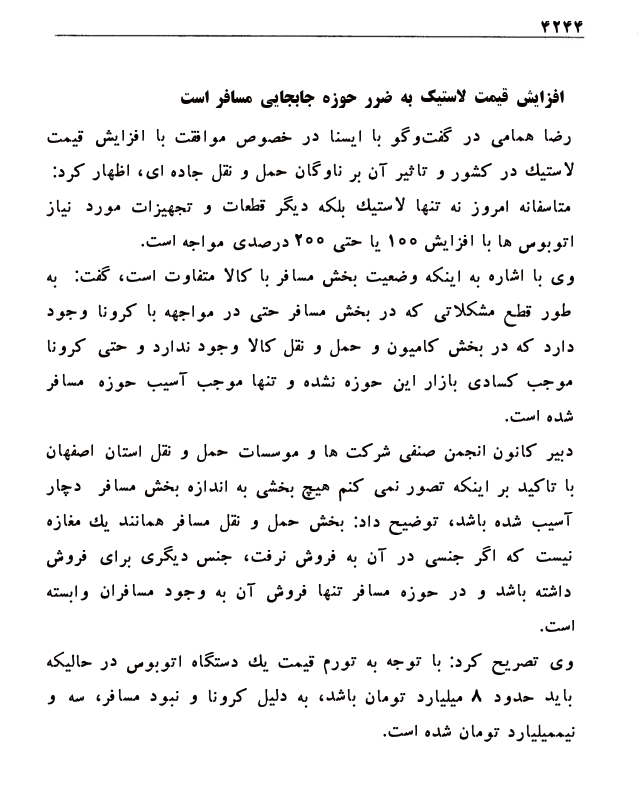 ۴۲۴۴
افزایش قیمت لاستیک به ضرر حوزه جابجایی مسافر است
رضا همامی در گفت‌وگو با ایسنا در خصوص موافقت با افزایش قیمت
لاستیك در کشور و تاثیر آن بر ناوگان حمل و نقل جاده ای، اظهار کرد:
متاسفانه امروز نه تنها لاستیك بلکه دیگر قطعات و تجهیزات مورد نیاز
اتوبوس ها با افزایش ۱۰۰ یا حتی ۲۰۰ درصدی مواجه است.
وی با اشاره به اینکه وضعیت بخش مسافر با کالا متفاوت است، گفت: به
طور قطع مشکلاتی که در بخش مسافر حتی در مواجهه با کرونا وجود
دارد که در بخش کامیون و حمل و نقل کالا وجود ندارد و حتی کرونا
موجب کسادی بازار این حوزه نشده و تنها موجب آسیب حوزه مسافر
شده است.
دبیر کانون انجمن صنفی شرکت ها و موسسات حمل و نقل استان اصفهان
با تاکید بر اینکه تصور نمی کنم هیچ بخشی به اندازه بخش مسافر دچار
آسیب شده باشد، توضیح داد: بخش حمل و نقل مسافر همانند یك مغازه
نیست که اگر جنسی در آن به فروش نرفت، جنس دیگری برای فروش
داشته باشد و در حوزه مسافر تنها فروش آن به وجود مسافران وابسته
است.
وی تصریح کرد: با توجه به تورم قیمت یك دستگاه اتوبوس در حالیکه
باید حدود ۸ میلیارد تومان باشد، به دلیل کرونا و نبود مسافر، سه و
نیممیلیارد تومان شده است.